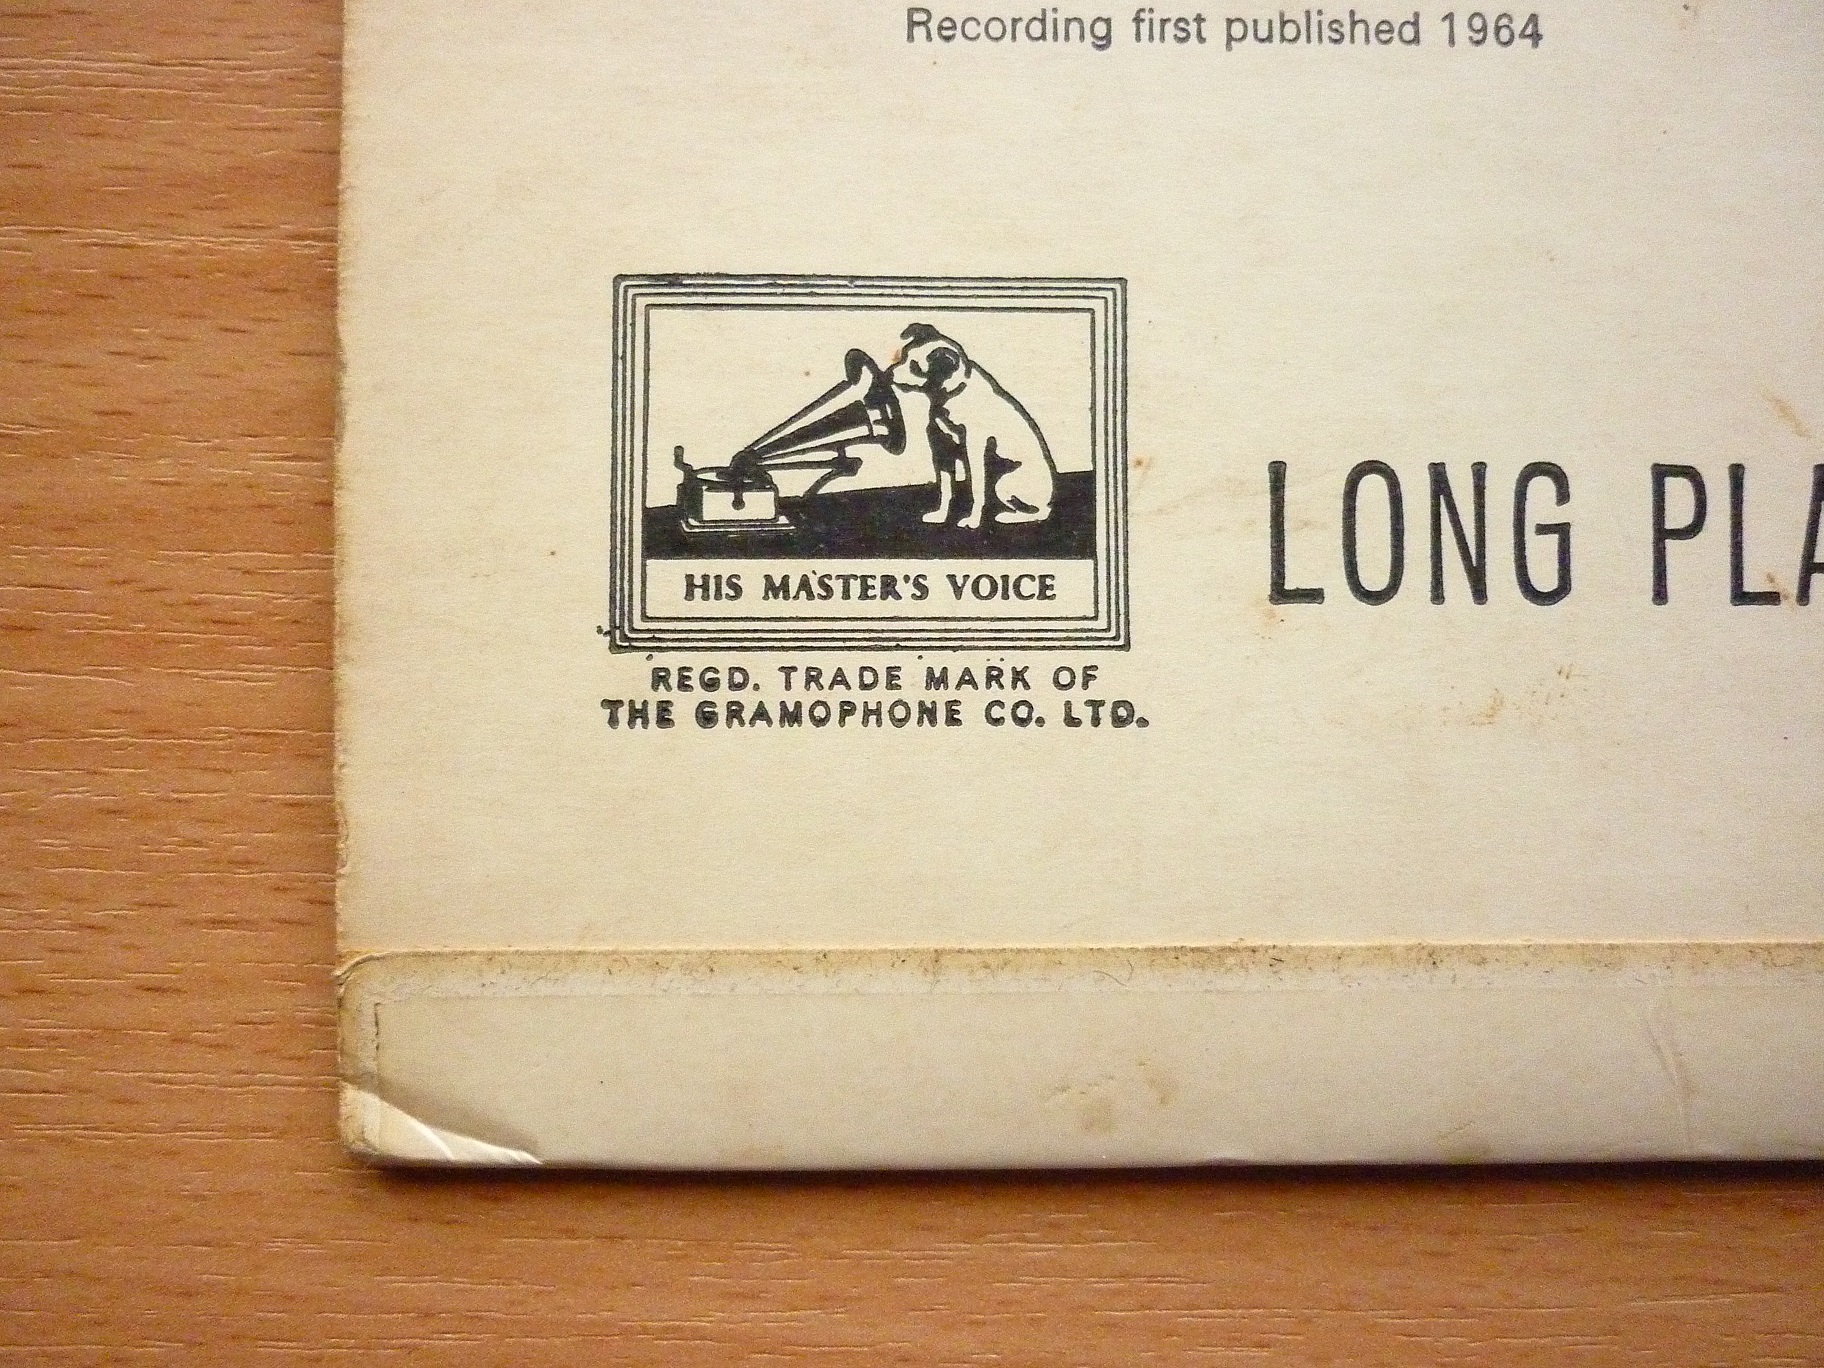 Recording first published 1964
HIS MASTER'S VOICE
REGD. TRADE MARK OF
THE GRAMOPHONE CO. LTD.
LONG PLA